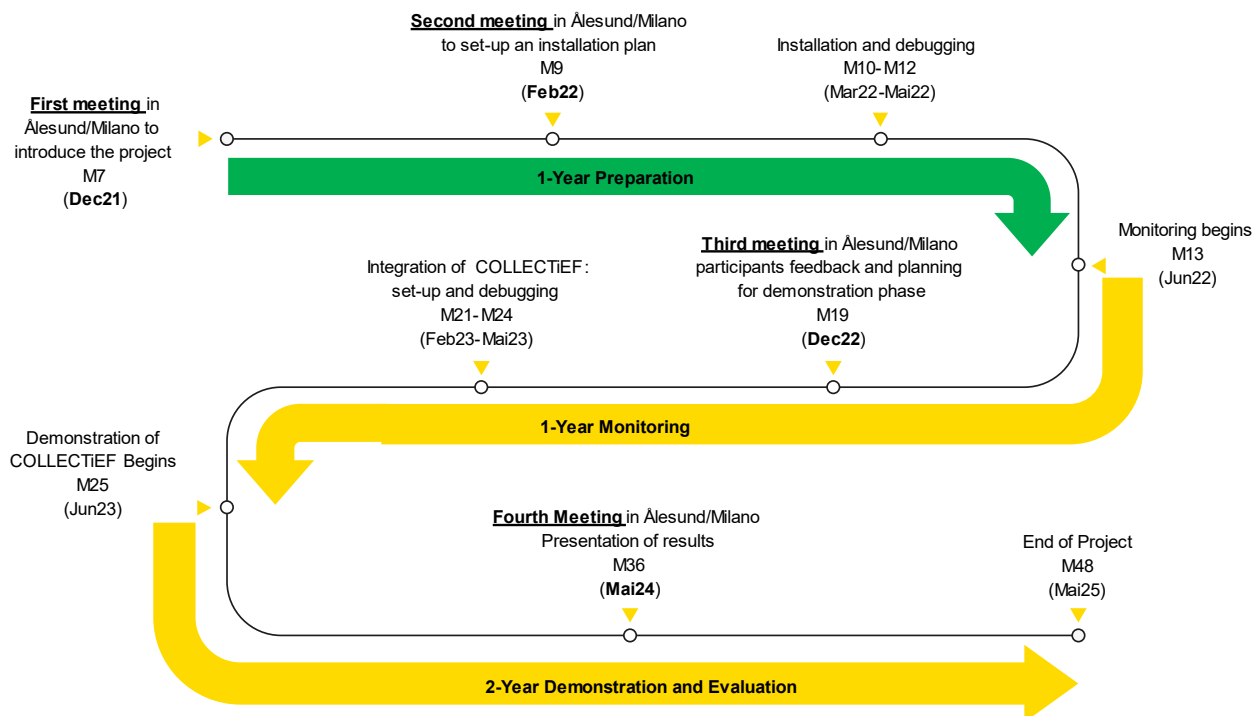 First meeting in
Ålesund/Milano to
introduce the project
M7
(Dec21)
Second meeting in Ålesund/Milano
to set-up an installation plan
M9
(Feb22)
Installation and debugging
M10-M12
(Mar22-Mai22)
1-Year Preparation
Monitoring begins
M13
(Jun22)
Third meeting in Ålesund/Milano
participants feedback and planning
for demonstration phase
M19
(Dec22)
Integration of COLLECTiEF:
set-up and debugging
M21-M24
(Feb23-Mai23)
1-Year Monitoring
Demonstration of
COLLECTiEF Begins
M25
(Jun23)
Fourth Meeting in Ålesund/Milano
Presentation of results
M36
(Mai24)
End of Project
M48
(Mai25)
2-Year Demonstration and Evaluation